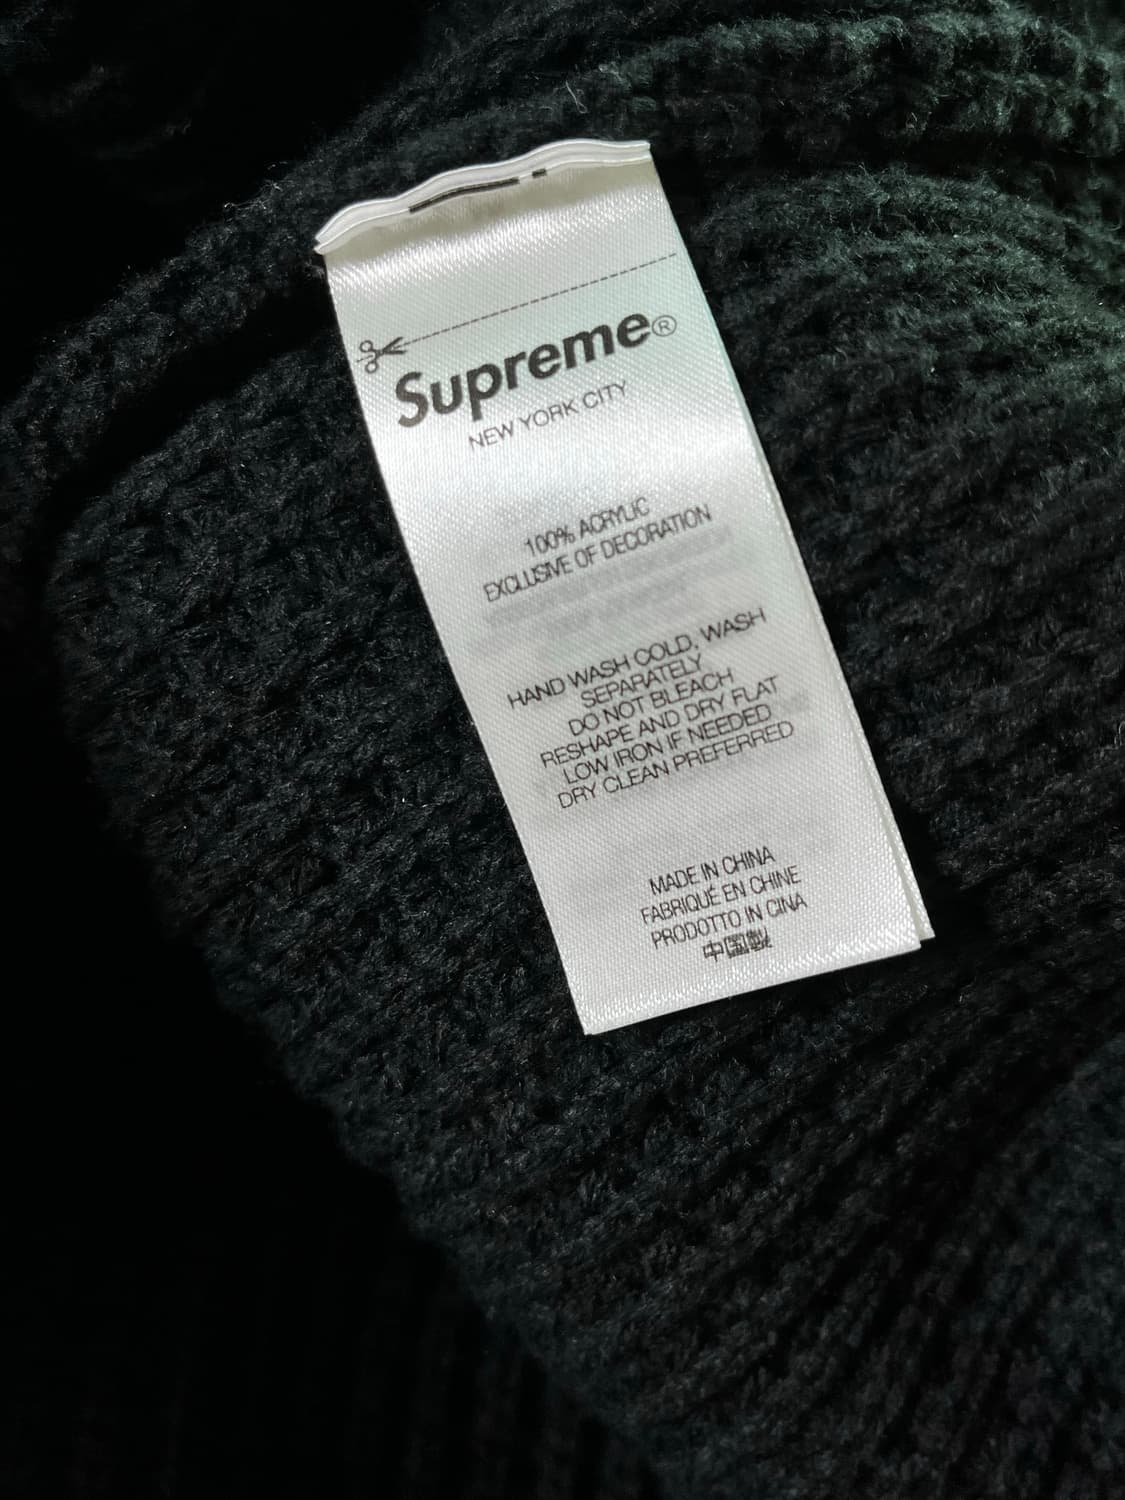 Supreme®
NEW YORK CITY
100% ACRYLIC
EXCLUSIVE OF DECORATION
HAND WASH COLD, WASH
SEPARATELY
DO NOT BLEACH
RESHAPE AND DRY FLAT
LOW IRON IF NEEDED
DRY CLEAN PREFERRED
MADE IN CHINA
FABRIQUÉ EN CHINE
PRODOTTO IN CINA
中国製